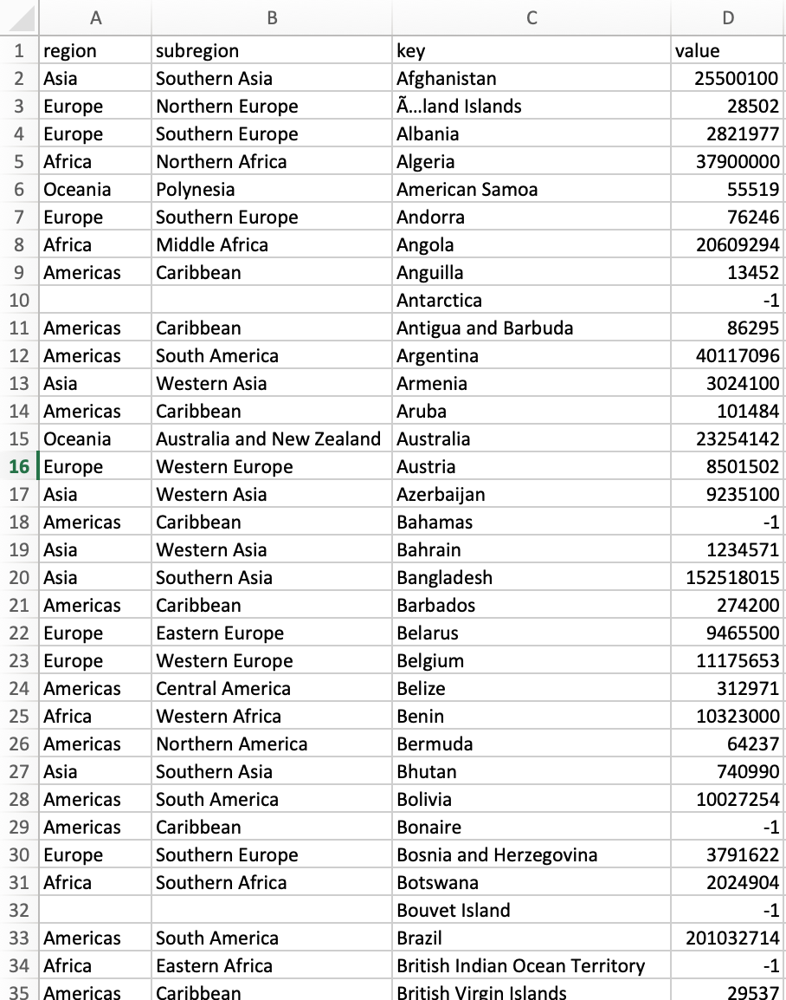 A B C D
1 region subregion key value
2 Asia Southern Asia Afghanistan 25500100
3 Europe Northern Europe Ã…land Islands 28502
4 Europe Southern Europe Albania 2821977
5 Africa Northern Africa Algeria 37900000
6 Oceania Polynesia American Samoa 55519
7 Europe Southern Europe Andorra 76246
8 Africa Middle Africa Angola 20609294
9 Americas Caribbean Anguilla 13452
10 Antarctica -1
11 Americas Caribbean Antigua and Barbuda 86295
12 Americas South America Argentina 40117096
13 Asia Western Asia Armenia 3024100
14 Americas Caribbean Aruba 101484
15 Oceania Australia and New Zealand Australia 23254142
16 Europe Western Europe Austria 8501502
17 Asia Western Asia Azerbaijan 9235100
18 Americas Caribbean Bahamas -1
19 Asia Western Asia Bahrain 1234571
20 Asia Southern Asia Bangladesh 152518015
21 Americas Caribbean Barbados 274200
22 Europe Eastern Europe Belarus 9465500
23 Europe Western Europe Belgium 11175653
24 Americas Central America Belize 312971
25 Africa Western Africa Benin 10323000
26 Americas Northern America Bermuda 64237
27 Asia Southern Asia Bhutan 740990
28 Americas South America Bolivia 10027254
29 Americas Caribbean Bonaire -1
30 Europe Southern Europe Bosnia and Herzegovina 3791622
31 Africa Southern Africa Botswana 2024904
32 Bouvet Island -1
33 Americas South America Brazil 201032714
34 Africa Eastern Africa British Indian Ocean Territory -1
35 Americas Caribbean British Virgin Islands 29537